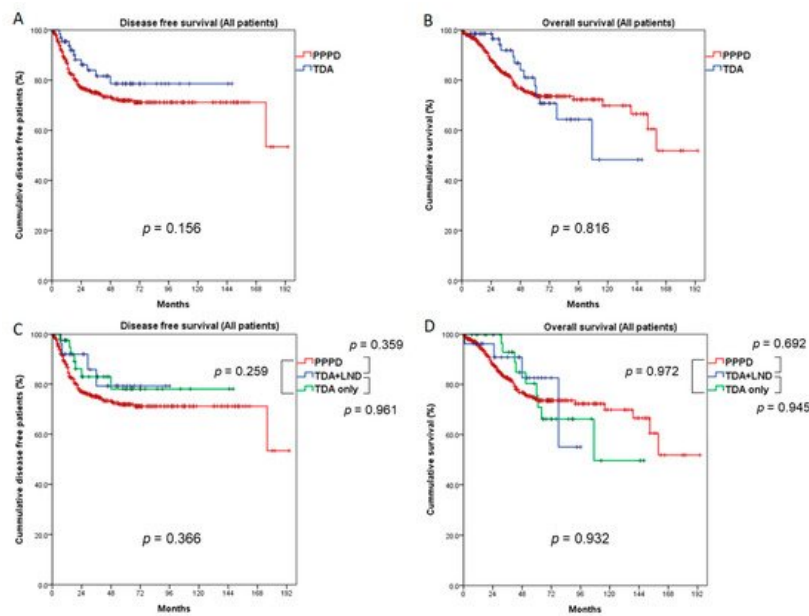 A
Disease free survival (All patients)
100.0
80.0
60.0
40.0
20.0
0.0
Cummulative disease free patients (%)
PPPD
TDA
p = 0.156
0 24 48 72 96 120 144 168 192
Months
B
Overall survival (All patients)
100.0
80.0
60.0
40.0
20.0
0.0
Cummulative survival (%)
PPPD
TDA
p = 0.816
0 24 48 72 96 120 144 168 192
Months
C
Disease free survival (All patients)
100.0
80.0
60.0
40.0
20.0
0.0
Cummulative disease free patients (%)
p = 0.359
p = 0.259
PPPD
TDA+LND
TDA only
p = 0.961
p = 0.366
0 24 48 72 96 120 144 168 192
Months
D
Overall survival (All patients)
100.0
80.0
60.0
40.0
20.0
0.0
Cummulative survival (%)
p = 0.692
p = 0.972
PPPD
TDA+LND
TDA only
p = 0.945
p = 0.932
0 24 48 72 96 120 144 168 192
Months